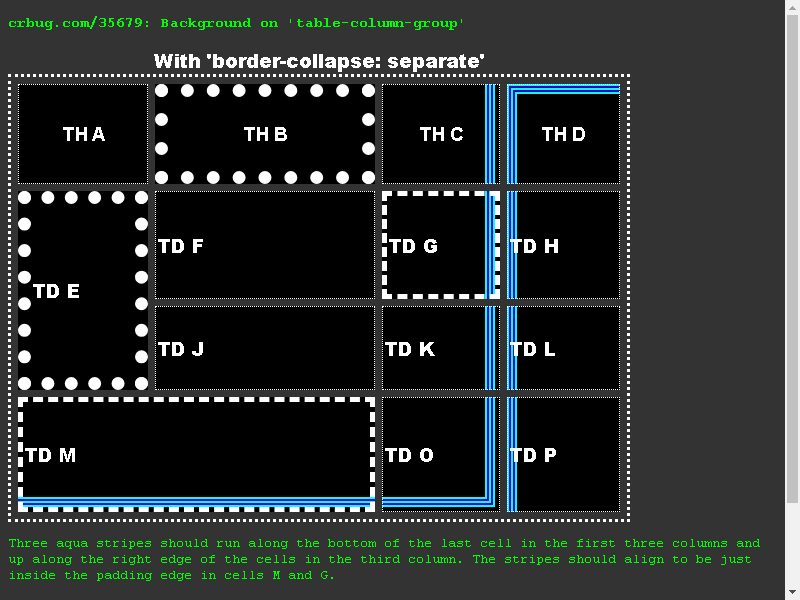 crbug.com/35679: Background on 'table-column-group'
With 'border-collapse: separate'
TH A TH B TH C TH D
TD E TD F TD G TD H
TD J TD K TD L
TD M TD O TD P
Three aqua stripes should run along the bottom of the last cell in the first three columns and
up along the right edge of the cells in the third column. The stripes should align to be just
inside the padding edge in cells M and G.